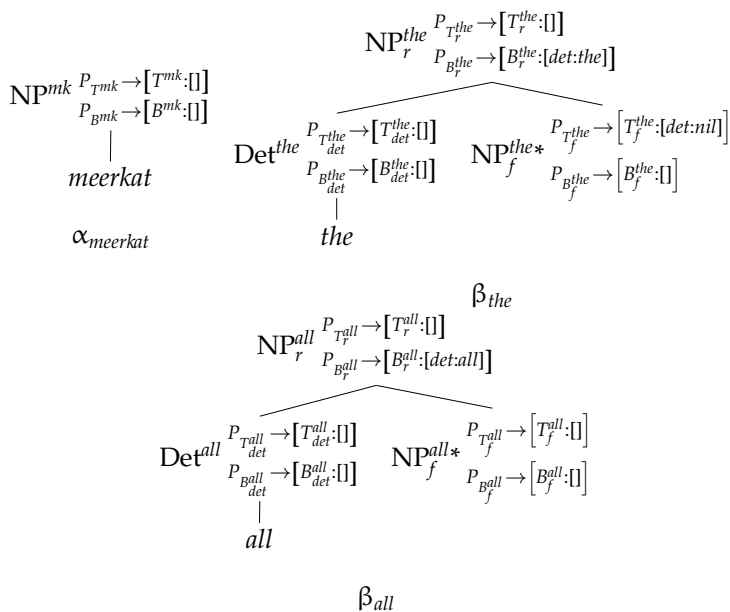 NP^{mk} P_{T^{mk}}→[T^{mk}:[]]
P_{B^{mk}}→[B^{mk}:[]]
meerkat
α_{meerkat}
NP_r^{the} P_{T_r^{the}}→[T_r^{the}:[]]
P_{B_r^{the}}→[B_r^{the}:[det:the]]
Det^{the} P_{T_{det}^{the}}→[T_{det}^{the}:[]]
P_{B_{det}^{the}}→[B_{det}^{the}:[]]
the
NP_f^{the}* P_{T_f^{the}}→[T_f^{the}:[det:nil]]
P_{B_f^{the}}→[B_f^{the}:[]]
β_{the}
NP_r^{all} P_{T_r^{all}}→[T_r^{all}:[]]
P_{B_r^{all}}→[B_r^{all}:[det:all]]
Det^{all} P_{T_{det}^{all}}→[T_{det}^{all}:[]]
P_{B_{det}^{all}}→[B_{det}^{all}:[]]
all
NP_f^{all}* P_{T_f^{all}}→[T_f^{all}:[]]
P_{B_f^{all}}→[B_f^{all}:[]]
β_{all}